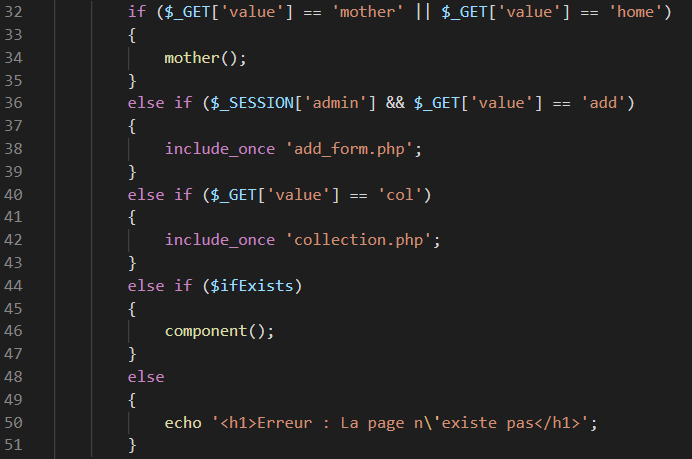 32 if ($_GET['value'] == 'mother' || $_GET['value'] == 'home')
33 {
34 mother();
35 }
36 else if ($_SESSION['admin'] && $_GET['value'] == 'add')
37 {
38 include_once 'add_form.php';
39 }
40 else if ($_GET['value'] == 'col')
41 {
42 include_once 'collection.php';
43 }
44 else if ($ifExists)
45 {
46 component();
47 }
48 else
49 {
50 echo '<h1>Erreur : La page n\'existe pas</h1>';
51 }